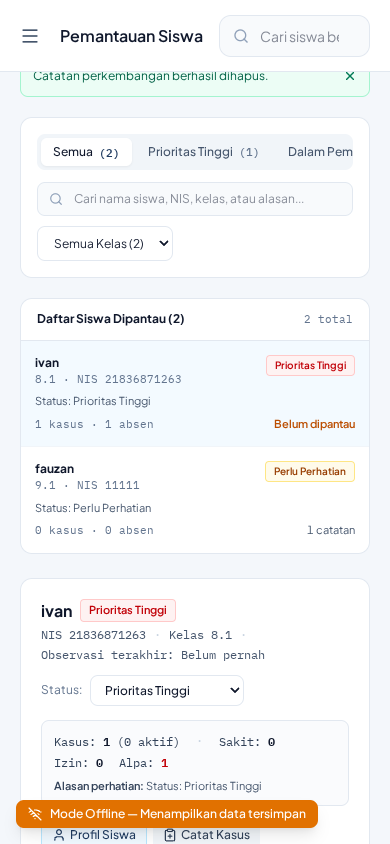 Pemantauan Siswa
Cari siswa be
Catatan perkembangan berhasil dihapus.
Semua (2) Prioritas Tinggi (1) Dalam Pem
Cari nama siswa, NIS, kelas, atau alasan...
Semua Kelas (2)
Daftar Siswa Dipantau (2) 2 total
ivan Prioritas Tinggi
8.1 · NIS 21836871263
Status: Prioritas Tinggi
1 kasus · 1 absen Belum dipantau
fauzan Perlu Perhatian
9.1 · NIS 11111
Status: Perlu Perhatian
0 kasus · 0 absen 1 catatan
ivan Prioritas Tinggi
NIS 21836871263 · Kelas 8.1 ·
Observasi terakhir: Belum pernah
Status: Prioritas Tinggi
Kasus: 1 (0 aktif) · Sakit: 0
Izin: 0 Alpa: 1
Alasan perhatian: Status: Prioritas Tinggi
Mode Offline — Menampilkan data tersimpan
Profil Siswa Catat Kasus